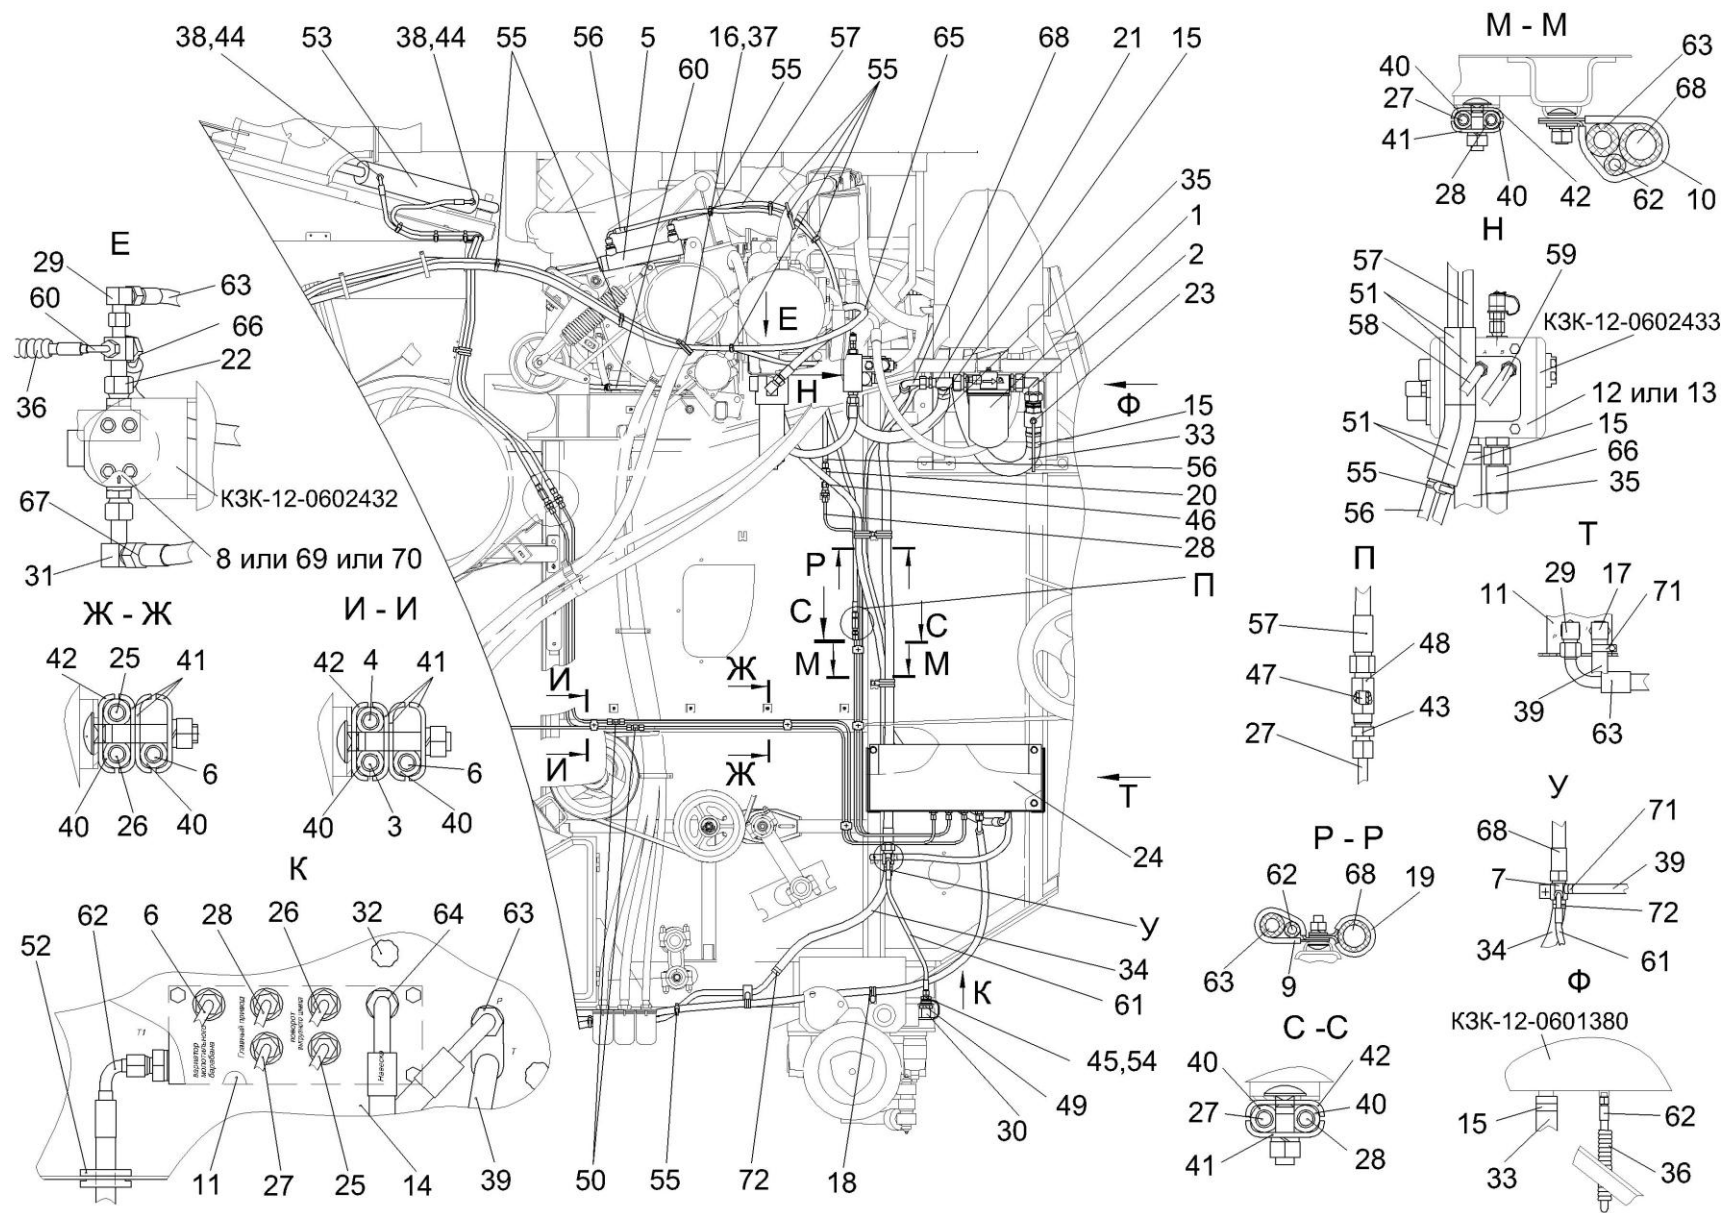 38,44 53 38,44 55 56 5 16,37 57 65 68 21 15
60 55 55
М - М
40 63
27 68
41
28 40 42 62 10
35
1
2
23
Е
29 63
60 66
22
36
КЗК-12-0602432
67
31 8 или 69 или 70
Е
Н
Ф
15
33
56
20
46
28
П
Н
57 59
51
58 КЗК-12-0602433
12 или 13
51 15
66
55 35
56
Р
С С
М М
Ж - Ж
42 25 41
6
40 26 40
И - И
42 4 41
6
40 3 40
И Ж
И Ж
Т
24
У
34
61
К
П
57 48
47
43
27
Т
29 17
11 71
39
63
У
71
68 39
7
72
34 61
Р - Р
62 68 19
63 9
К
62 6 28 26 32 64 63
52
Т1
вариатор молотильного барабана
Главный привод
поворот выгрузного шнека
Навеска
Р
Т
11 27 25 14 39
50 55 72 18
45,54
49
30
С -С
40 42
27 40
41 28
Ф
КЗК-12-0601380
15 62
33 36